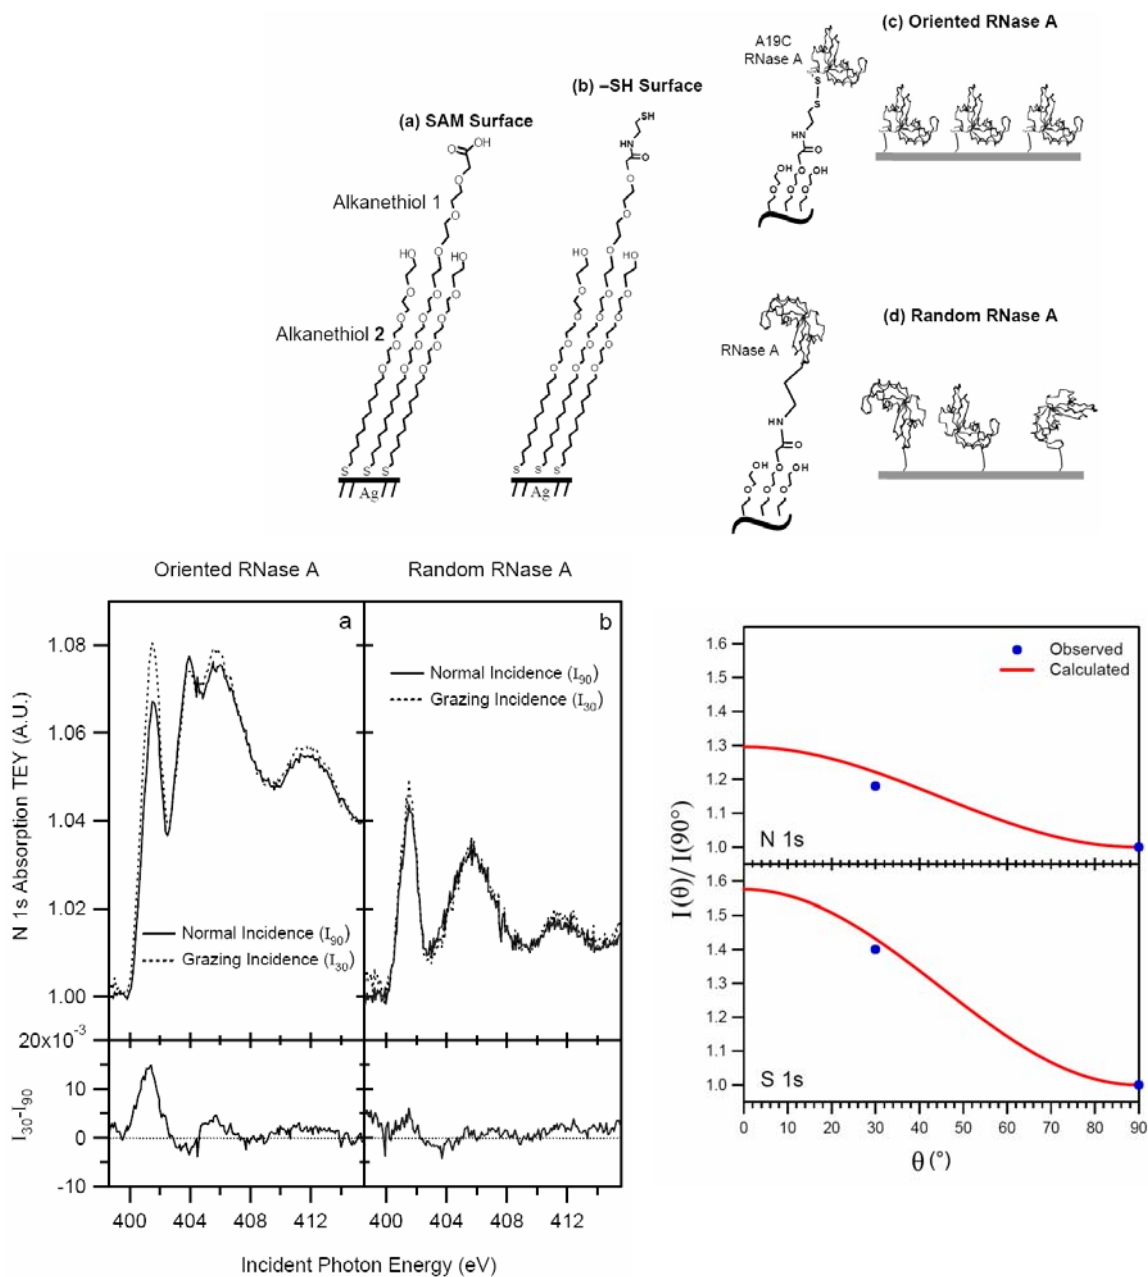 (a) SAM Surface
O
OH
O
Alkanethiol 1
O
HO
O
HO
O
O
O
O
O
O
Alkanethiol 2
O
O
O
O
O
O
S
S
S
Ag
(b) –SH Surface
SH
HN
O
O
O
HO
O
HO
O
O
O
O
O
O
O
O
O
O
O
O
S
S
S
Ag
A19C
RNase A
S
S
HN
O
OH
O
OH
O
O
(c) Oriented RNase A
RNase A
NH
O
OH
O
OH
O
O
(d) Random RNase A
Oriented RNase A
Random RNase A
a
b
1.08
1.06
1.04
1.02
1.00
N 1s Absorption TEY (A.U.)
Normal Incidence (I90)
Grazing Incidence (I30)
Normal Incidence (I90)
Grazing Incidence (I30)
20x10-3
10
0
-10
I30-I90
400 404 408 412
400 404 408 412
Incident Photon Energy (eV)
1.6
1.5
1.4
1.3
1.2
1.1
1.0
Observed
Calculated
N 1s
I(θ)/ I(90°)
1.6
1.5
1.4
1.3
1.2
1.1
1.0
S 1s
0 10 20 30 40 50 60 70 80 90
θ (°)